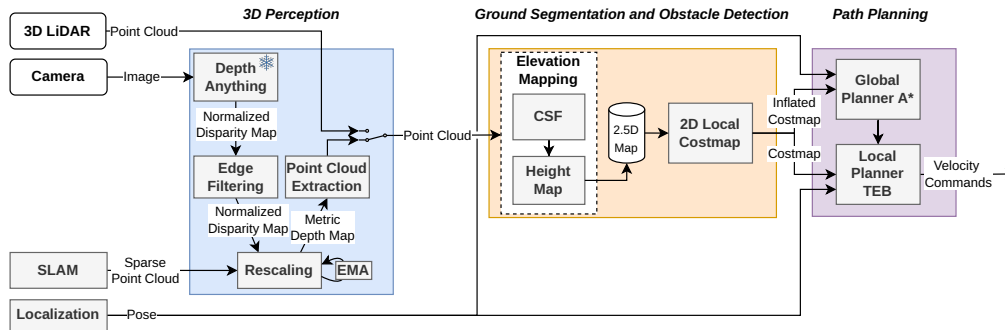 3D Perception
Ground Segmentation and Obstacle Detection
Path Planning
3D LiDAR
Point Cloud
Camera
Image
Depth
Anything
Normalized
Disparity Map
Edge
Filtering
Point Cloud
Extraction
Normalized
Disparity Map
Metric
Depth Map
SLAM
Sparse
Point Cloud
Rescaling
EMA
Localization
Pose
Point Cloud
Elevation
Mapping
CSF
Height
Map
2.5D
Map
2D Local
Costmap
Inflated
Costmap
Costmap
Global
Planner A*
Local
Planner
TEB
Velocity
Commands